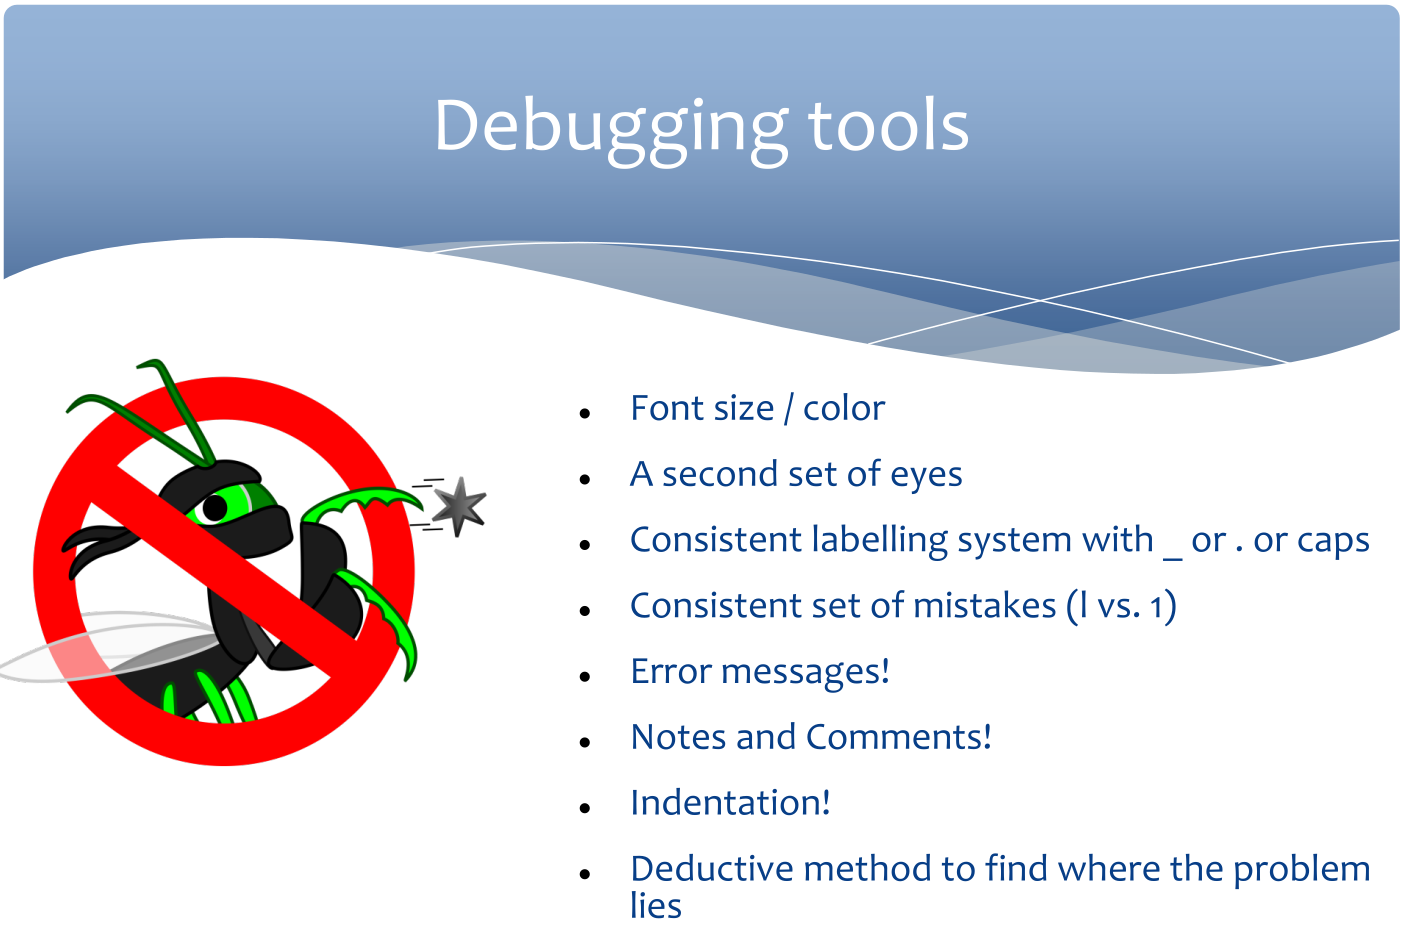 Debugging tools
Font size / color
A second set of eyes
Consistent labelling system with _ or . or caps
Consistent set of mistakes (l vs. 1)
Error messages!
Notes and Comments!
Indentation!
Deductive method to find where the problem
lies